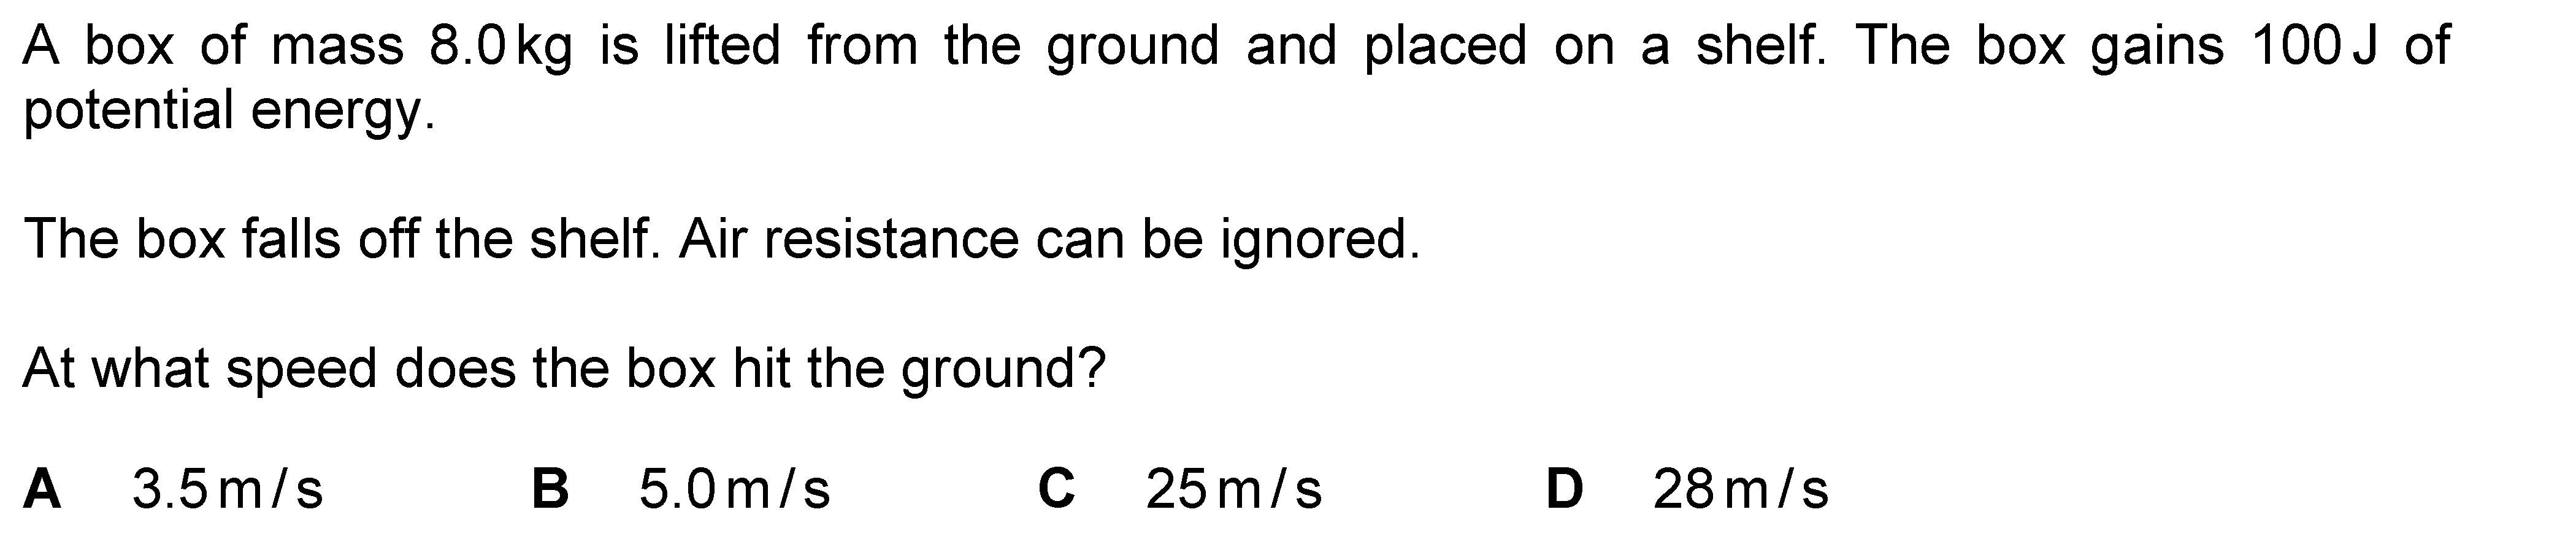 A box of mass 8.0 kg is lifted from the ground and placed on a shelf. The box gains 100 J of
potential energy.
The box falls off the shelf. Air resistance can be ignored.
At what speed does the box hit the ground?
A 3.5 m / s B 5.0 m / s C 25 m / s D 28 m / s